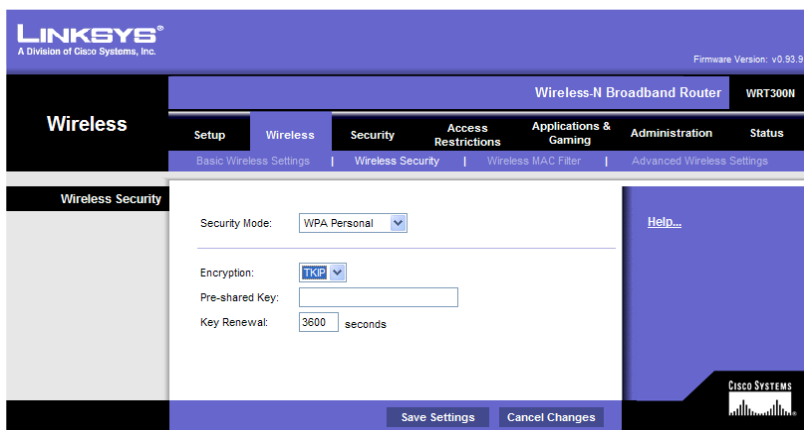 LINKSYS®
A Division of Cisco Systems, Inc.
Firmware Version: v0.93.9
Wireless-N Broadband Router WRT300N
Wireless
Setup Wireless Security Access Restrictions Applications & Gaming Administration Status
Basic Wireless Settings | Wireless Security | Wireless MAC Filter | Advanced Wireless Settings
Wireless Security
Security Mode: WPA Personal
Help...
Encryption: TKIP
Pre-shared Key:
Key Renewal: 3600 seconds
CISCO SYSTEMS
Save Settings Cancel Changes